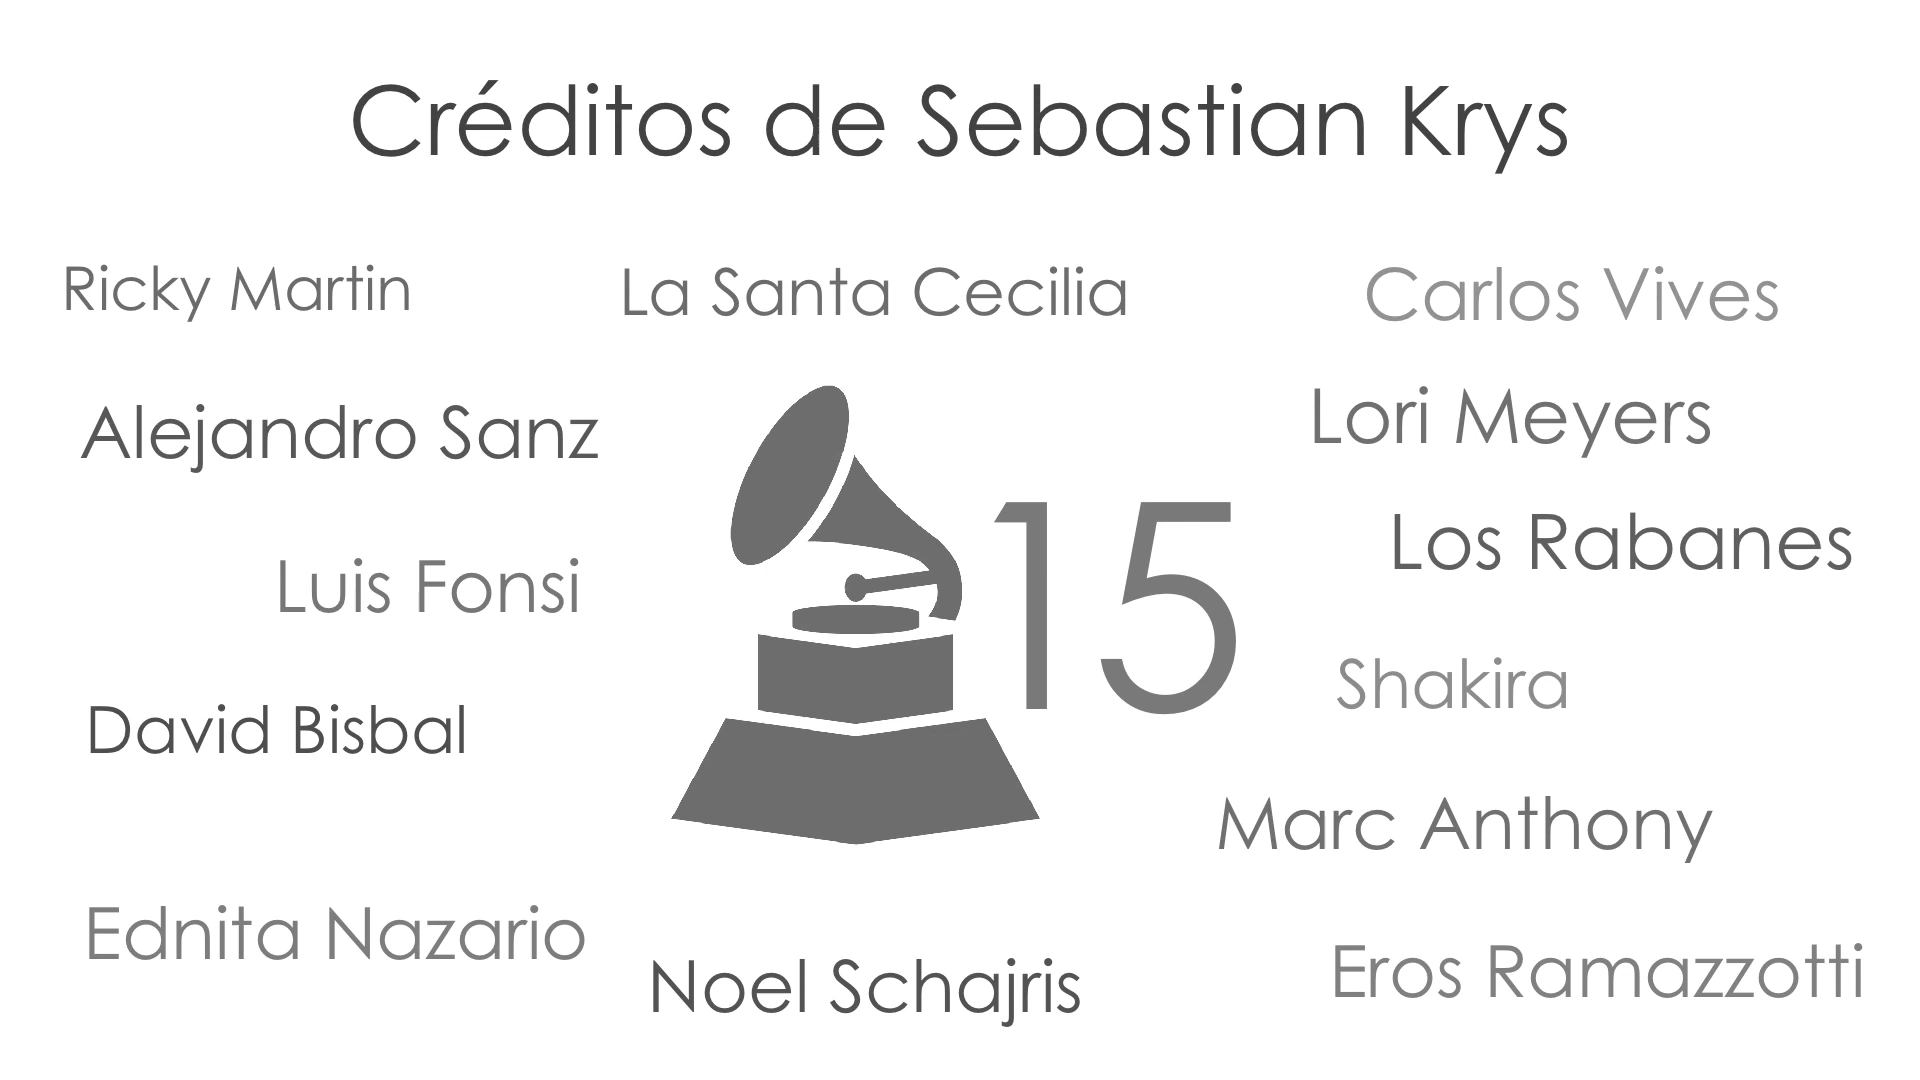 Créditos de Sebastian Krys
Ricky Martin
La Santa Cecilia
Carlos Vives
Alejandro Sanz
Lori Meyers
15
Los Rabanes
Luis Fonsi
Shakira
David Bisbal
Marc Anthony
Ednita Nazario
Noel Schajris
Eros Ramazzotti